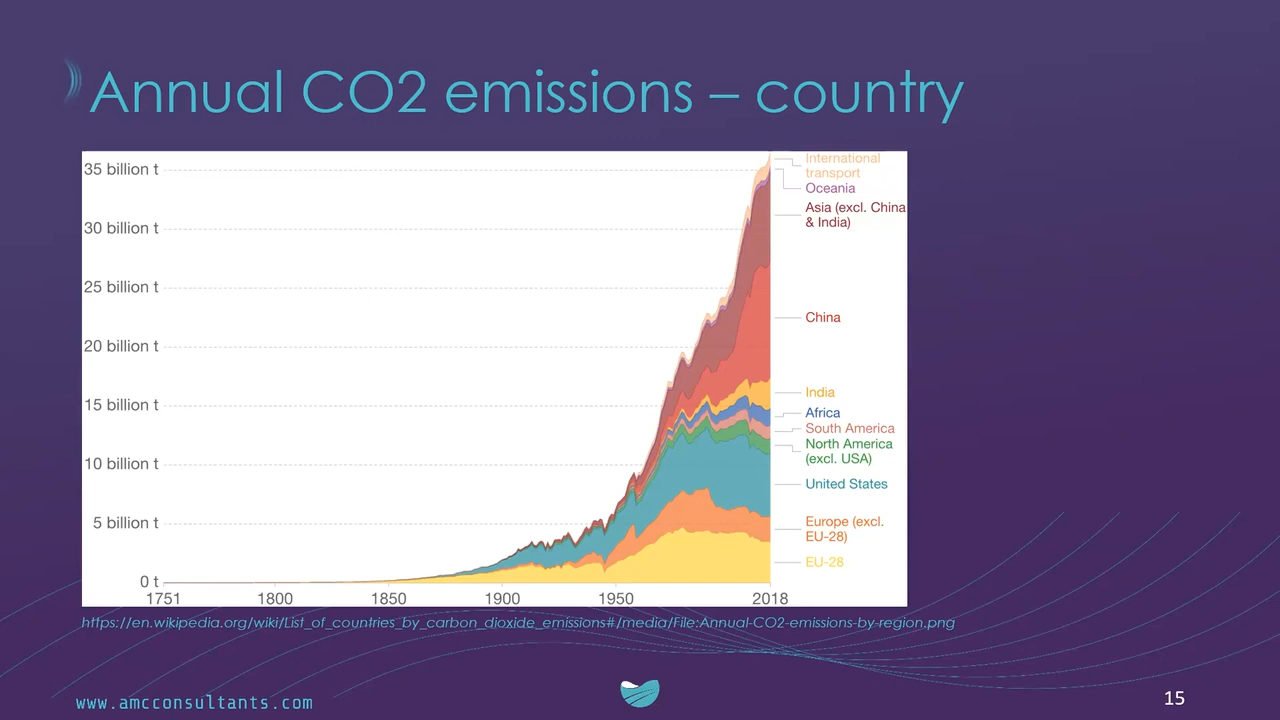 Annual CO2 emissions – country
35 billion t
30 billion t
25 billion t
20 billion t
15 billion t
10 billion t
5 billion t
0 t
1751
1800
1850
1900
1950
2018
International
transport
Oceania
Asia (excl. China
& India)
China
India
Africa
South America
North America
(excl. USA)
United States
Europe (excl.
EU-28)
EU-28
https://en.wikipedia.org/wiki/List_of_countries_by_carbon_dioxide_emissions#/media/File:Annual-CO2-emissions-by-region.png
www.amcconsultants.com
15